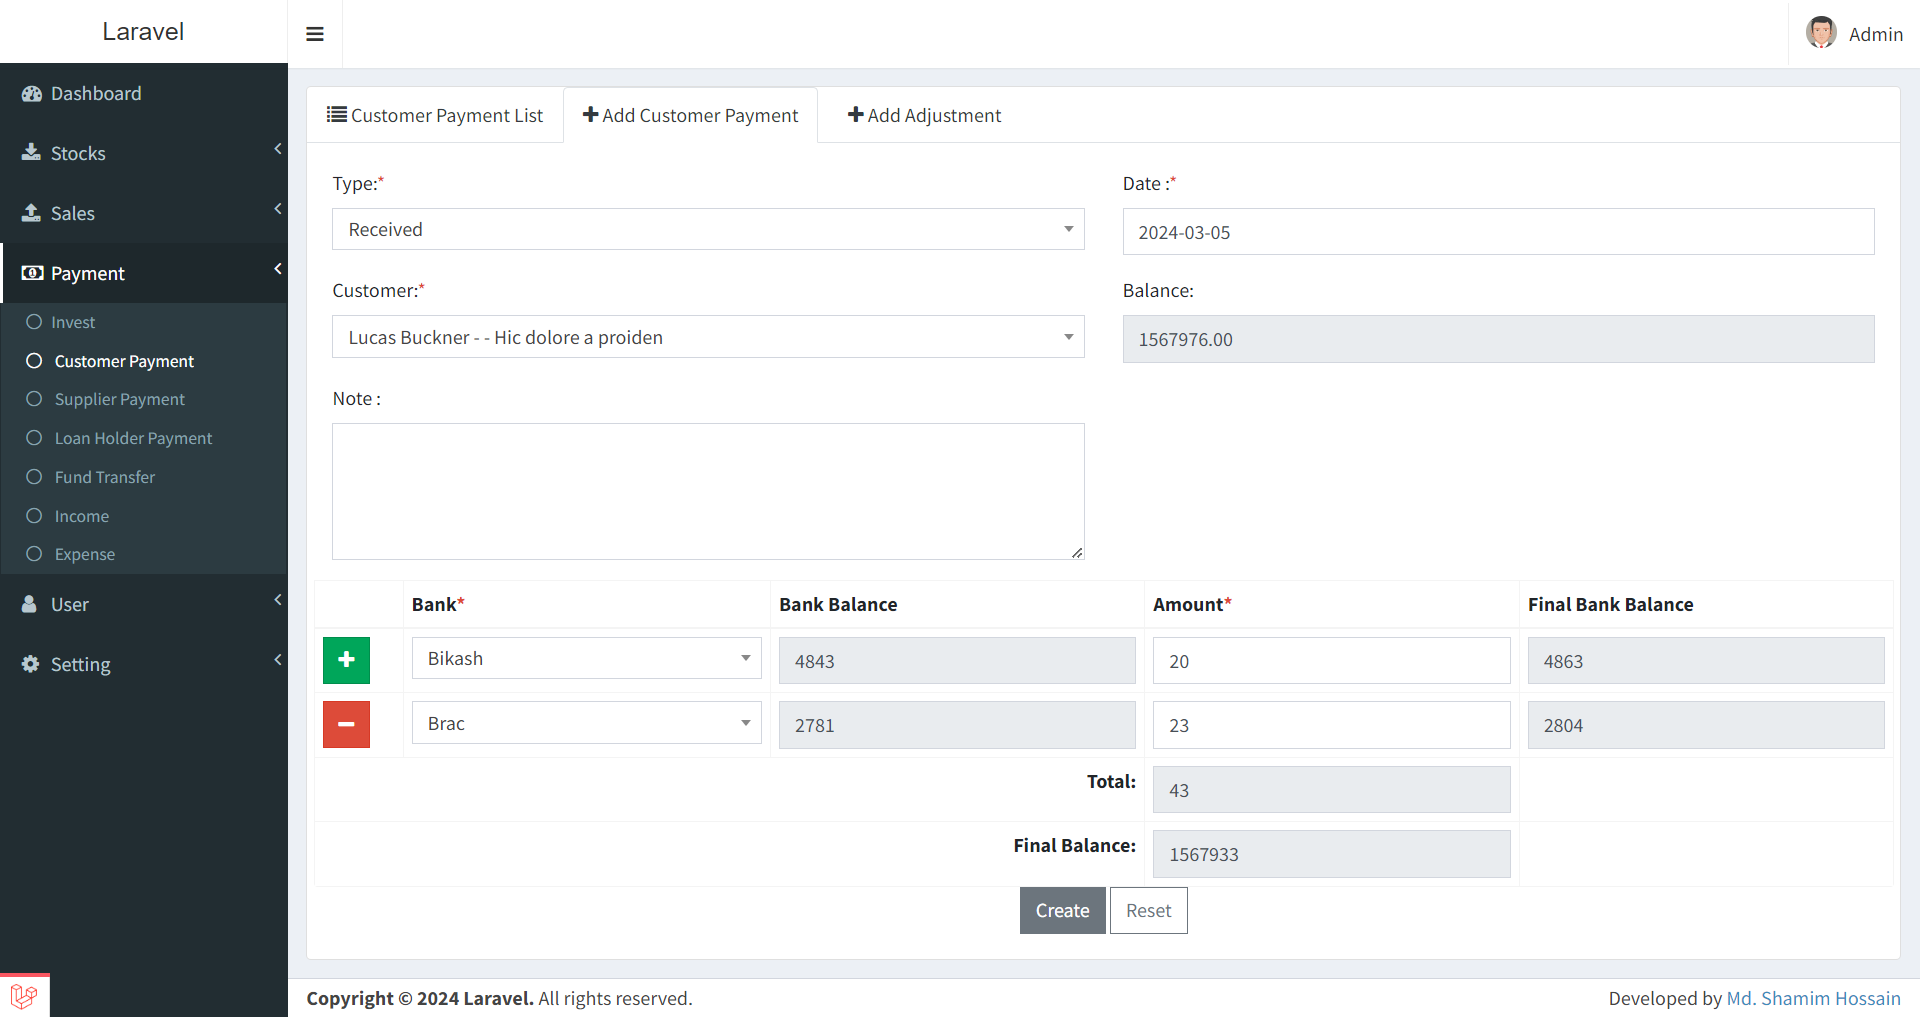 Laravel
Admin
Dashboard
Stocks
Sales
Payment
Invest
Customer Payment
Supplier Payment
Loan Holder Payment
Fund Transfer
Income
Expense
User
Setting
Customer Payment List
Add Customer Payment
Add Adjustment
Type:*
Date :*
Received
2024-03-05
Customer:*
Balance:
Lucas Buckner - - Hic dolore a proiden
1567976.00
Note :
Bank* Bank Balance Amount* Final Bank Balance
Bikash 4843 20 4863
Brac 2781 23 2804
Total: 43
Final Balance: 1567933
Create Reset
Copyright © 2024 Laravel. All rights reserved.
Developed by Md. Shamim Hossain